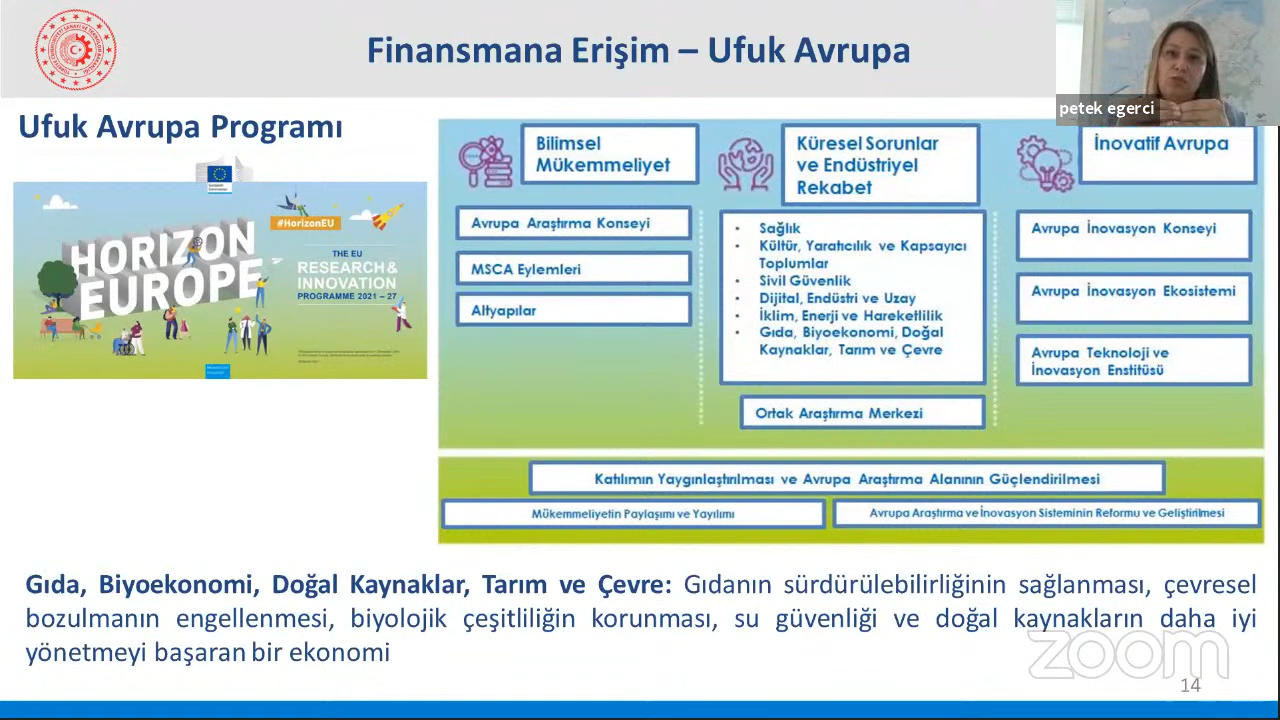 Finansmana Erişim – Ufuk Avrupa
petek egerci
Ufuk Avrupa Programı
#HorizonEU
HORIZON
EUROPE
THE EU
RESEARCH &
INNOVATION
PROGRAMME 2021 – 27
Bilimsel
Mükemmeliyet
Avrupa Araştırma Konseyi
MSCA Eylemleri
Altyapılar
Küresel Sorunlar
ve Endüstriyel
Rekabet
• Sağlık
• Kültür, Yaratıcılık ve Kapsayıcı
Toplumlar
• Sivil Güvenlik
• Dijital, Endüstri ve Uzay
• İklim, Enerji ve Hareketlilik
• Gıda, Biyoekonomi, Doğal
Kaynaklar, Tarım ve Çevre
Ortak Araştırma Merkezi
İnovatif Avrupa
Avrupa İnovasyon Konseyi
Avrupa İnovasyon Ekosistemi
Avrupa Teknoloji ve
İnovasyon Enstitüsü
Katılımın Yaygınlaştırılması ve Avrupa Araştırma Alanının Güçlendirilmesi
Mükemmeliyetin Paylaşımı ve Yayılımı
Avrupa Araştırma ve İnovasyon Sisteminin Reformu ve Geliştirilmesi
Gıda, Biyoekonomi, Doğal Kaynaklar, Tarım ve Çevre: Gıdanın sürdürülebilirliğinin sağlanması, çevresel
bozulmanın engellenmesi, biyolojik çeşitliliğin korunması, su güvenliği ve doğal kaynakların daha iyi
yönetmeyi başaran bir ekonomi
zoom
14